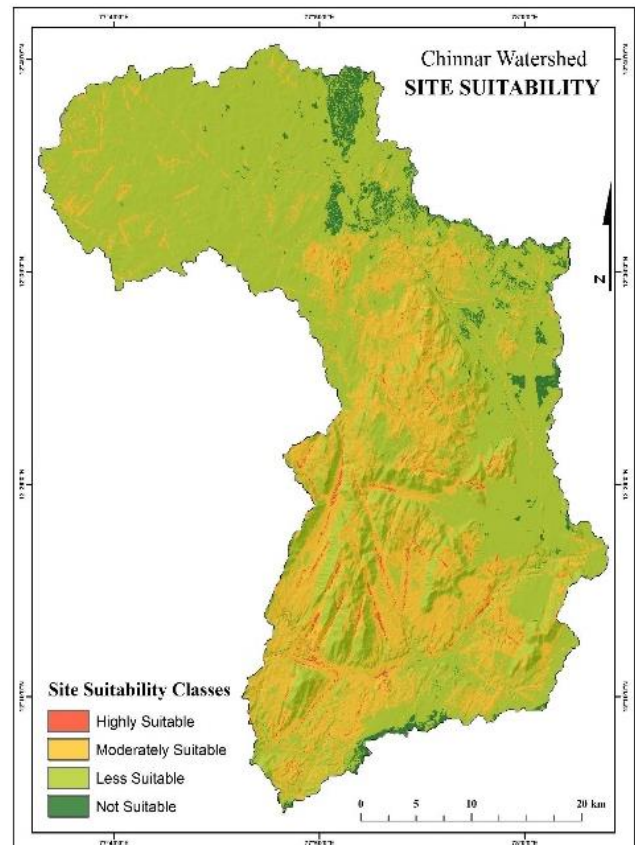 Chinnar Watershed
SITE SUITABILITY
N
Site Suitability Classes
Highly Suitable
Moderately Suitable
Less Suitable
Not Suitable
0 5 10 20 km